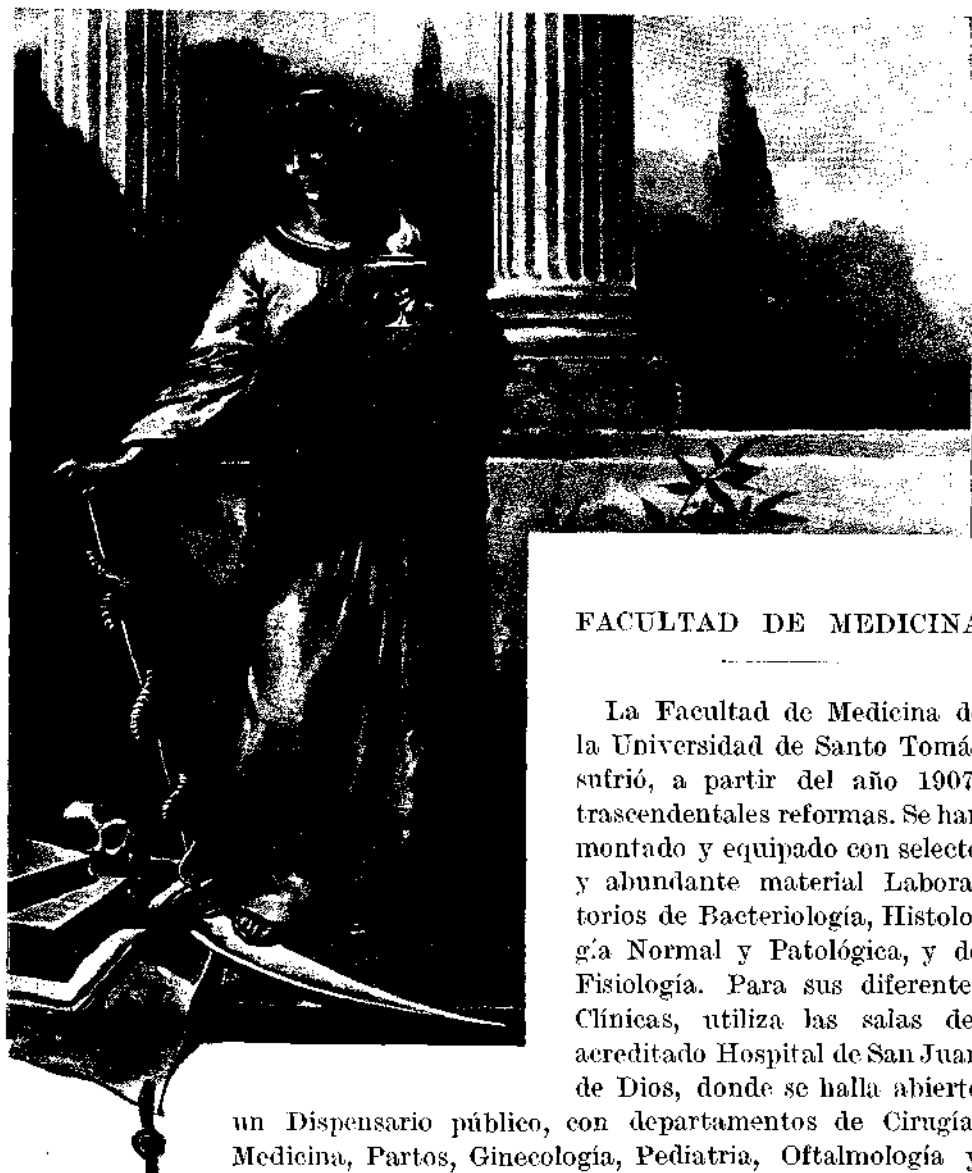 FACULTAD DE MEDICINA
La Facultad de Medicina d
la Universidad de Santo Tomá
sufrió, a partir del año 1907
trascendentales reformas. Se han
montado y equipado con selecto
y abundante material Labora
torios de Bacteriología, Histolo
gía Normal y Patológica, y de
Fisiología. Para sus diferente
Clínicas, utiliza las salas de
acreditado Hospital de San Juan
de Dios, donde se halla abierto
un Dispensario público, con departamentos de Cirugía
Medicina, Partos, Ginecología, Pediatria, Oftalmología y